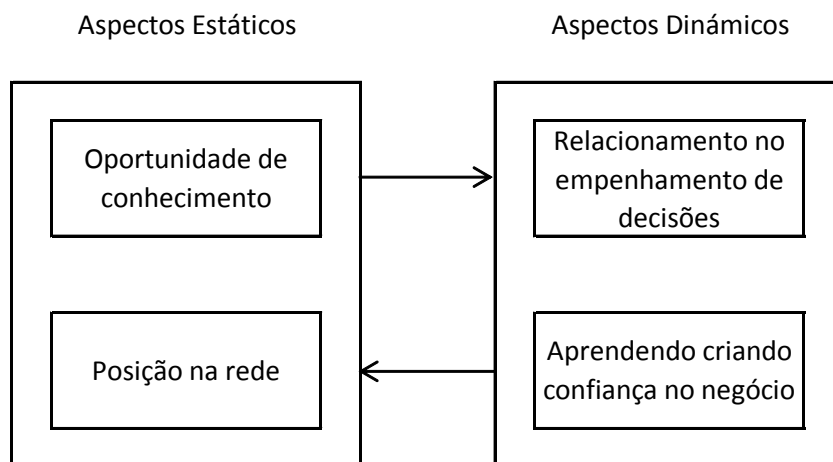 Aspectos Estáticos
Aspectos Dinámicos
Oportunidade de
conhecimento
Relacionamento no
empenhamento de
decisões
Posição na rede
Aprendendo criando
confiança no negócio